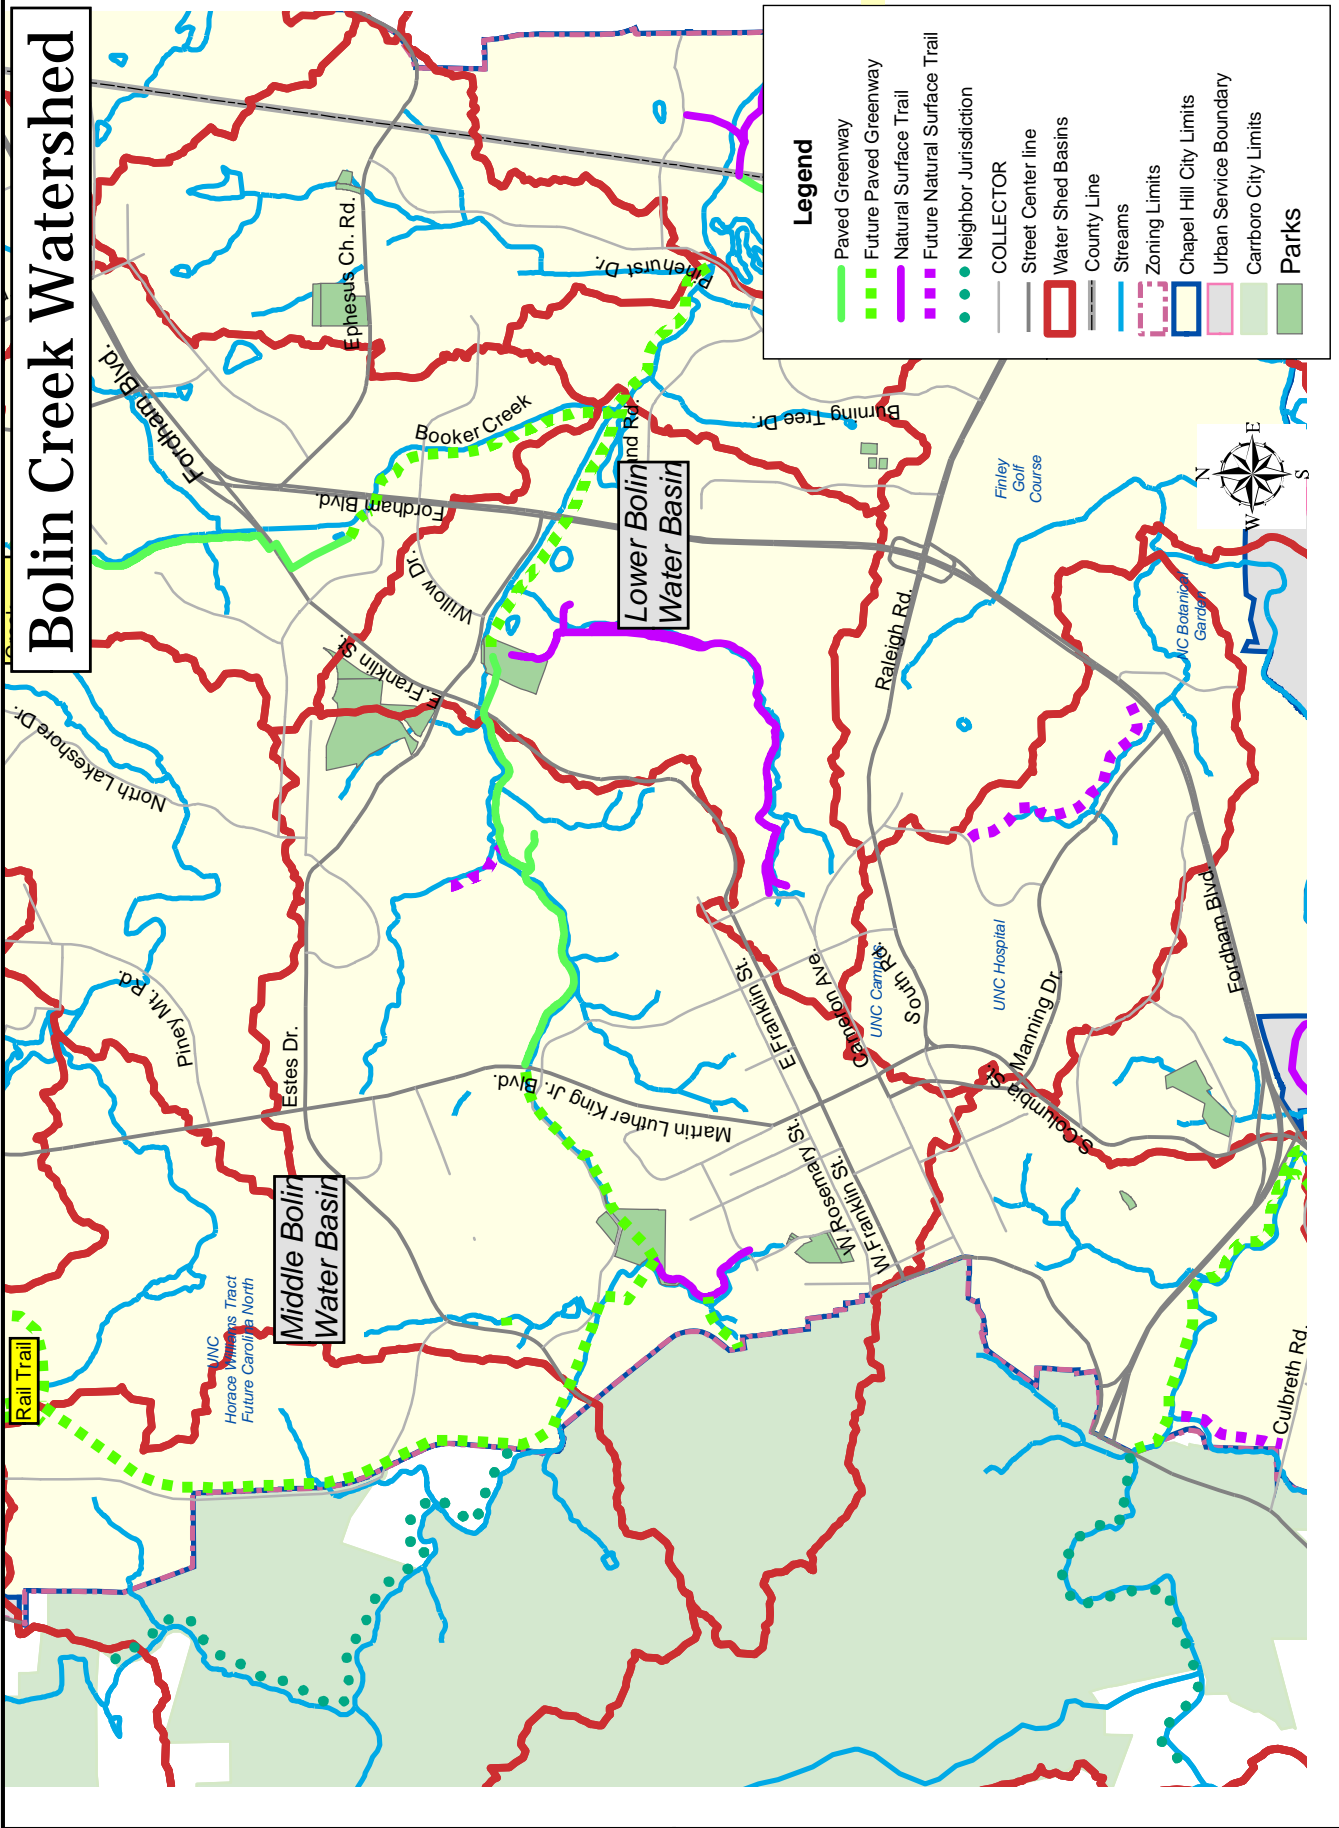 Bolin Creek Watershed
Legend
Paved Greenway
Future Paved Greenway
Natural Surface Trail
Future Natural Surface Trail
Neighbor Jurisdiction
COLLECTOR
Street Center line
Water Shed Basins
County Line
Streams
Zoning Limits
Chapel Hill City Limits
Urban Service Boundary
Carrboro City Limits
Parks
N
E
S
W
Rail Trail
UNC
Horace Williams Tract
Future Carolina North
Middle Bolin
Water Basin
Lower Bolin
Water Basin
Piney Mt. Rd.
North Lakeshore Dr.
Estes Dr.
Martin Luther King Jr. Blvd.
E.Franklin St.
Willow Dr.
Fordham Blvd.
Fordham Blvd.
Booker Creek
Ephesus Ch. Rd.
Pinehurst Dr.
and Rd.
Burning Tree Dr.
Finley
Golf
Course
Raleigh Rd.
NC Botanical
Garden
E.Franklin St.
Cameron Ave.
UNC Campus
South Rd.
UNC Hospital
Manning Dr.
S.Columbia St.
W.Rosemary St.
W.Franklin St.
Fordham Blvd.
Culbreth Rd.